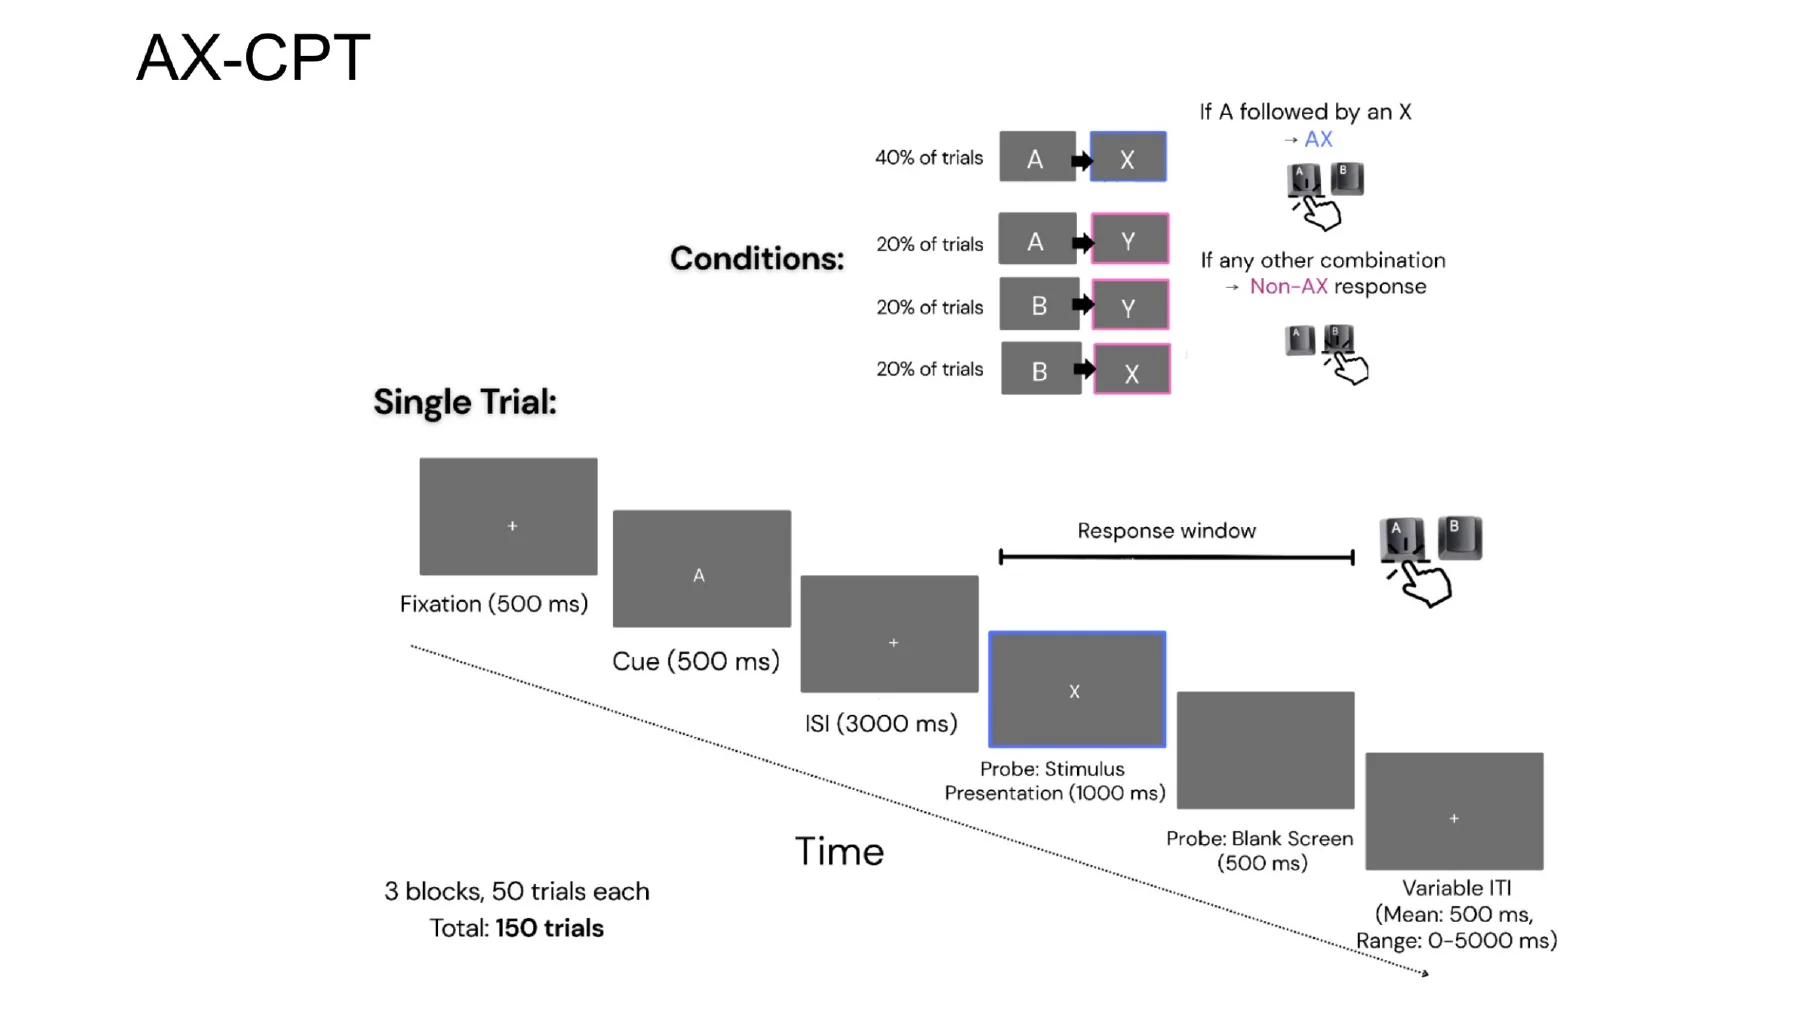 AX-CPT
If A followed by an X
→ AX
40% of trials
A
X
A
B
Conditions:
20% of trials
A
Y
If any other combination
→ Non-AX response
20% of trials
B
Y
A
B
20% of trials
B
X
Single Trial:
+
Fixation (500 ms)
A
Cue (500 ms)
+
ISI (3000 ms)
Response window
A
B
X
Probe: Stimulus
Presentation (1000 ms)
Probe: Blank Screen
(500 ms)
+
Variable ITI
(Mean: 500 ms,
Range: 0-5000 ms)
Time
3 blocks, 50 trials each
Total: 150 trials